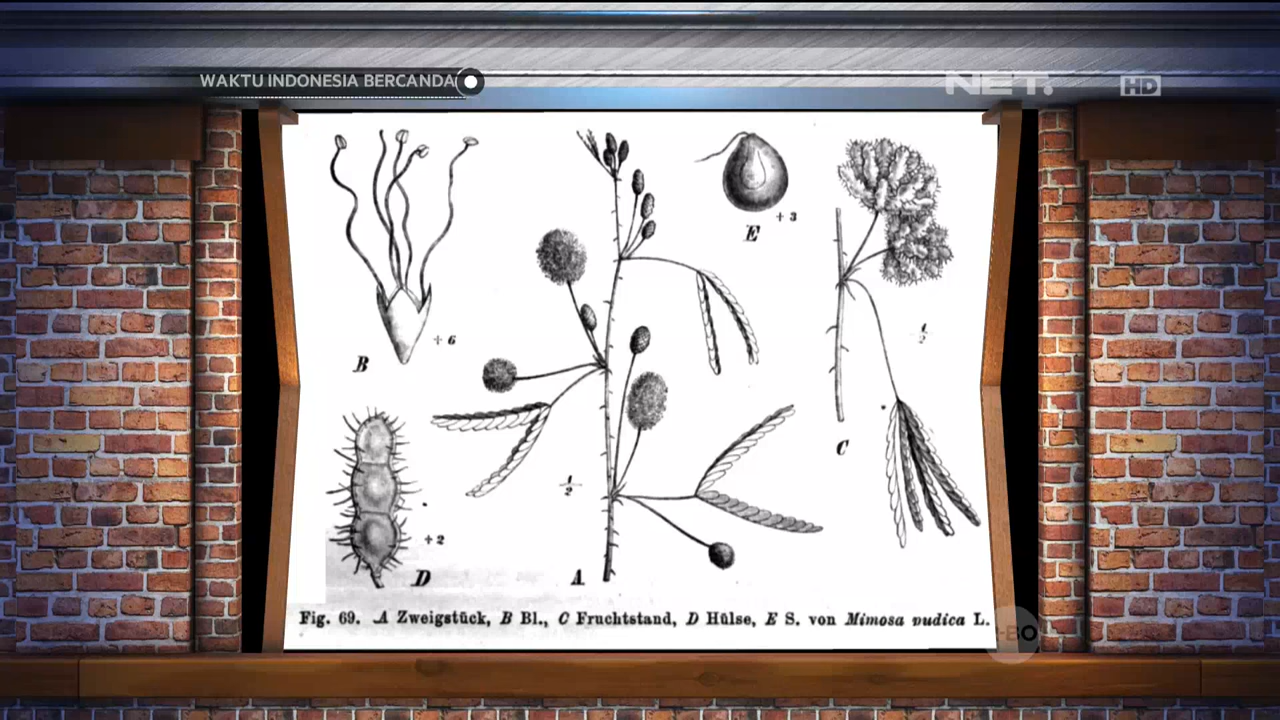 WAKTU INDONESIA BERCANDA
NET.
HD
B
+ 6
E
+ 3
C
1/2
D
+ 2
A
1/2
Fig. 69. A Zweigstück, B Bl., C Fruchtstand, D Hülse, E S. von Mimosa pudica L.